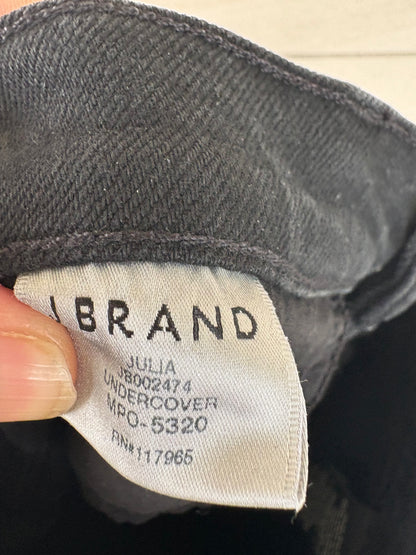 J BRAND
JULIA
JB002474
UNDERCOVER
MPO-5320
RN#117965